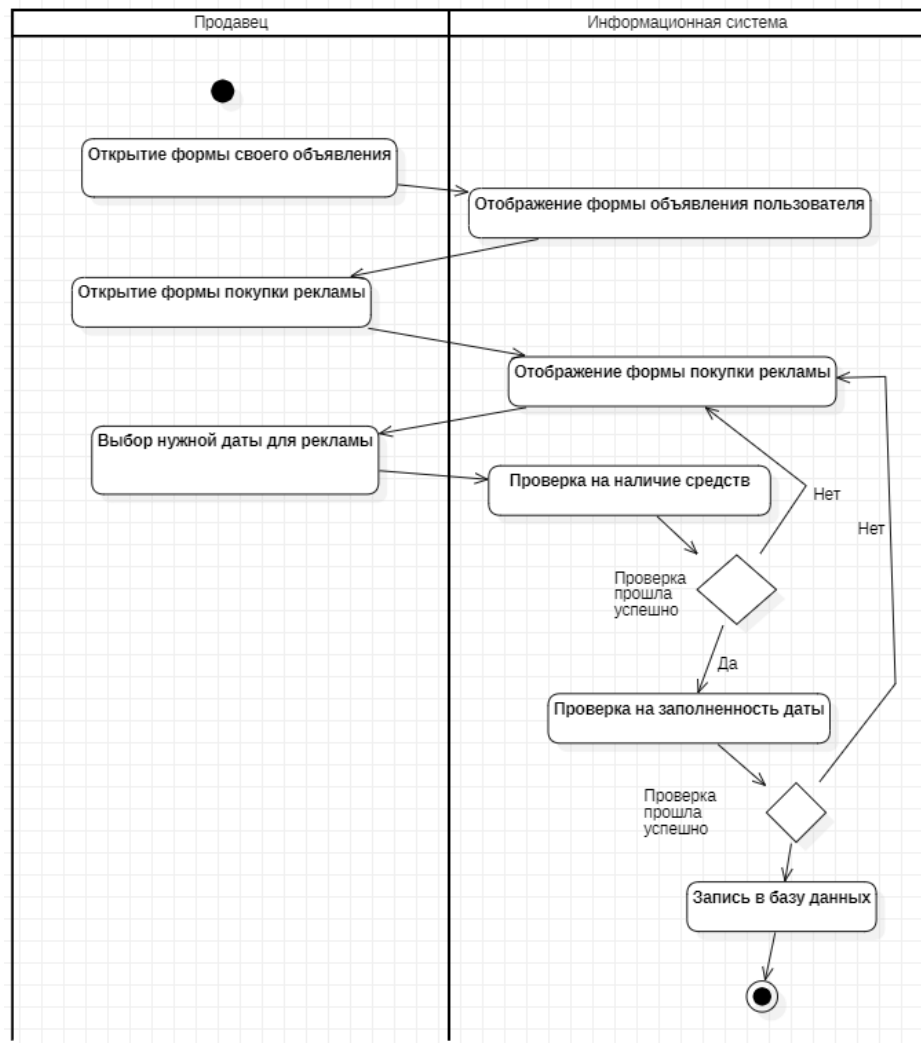 Продавец
Информационная система
Открытие формы своего объявления
Отображение формы объявления пользователя
Открытие формы покупки рекламы
Отображение формы покупки рекламы
Выбор нужной даты для рекламы
Проверка на наличие средств
Нет
Нет
Проверка
прошла
успешно
Да
Проверка на заполненность даты
Проверка
прошла
успешно
Запись в базу данных